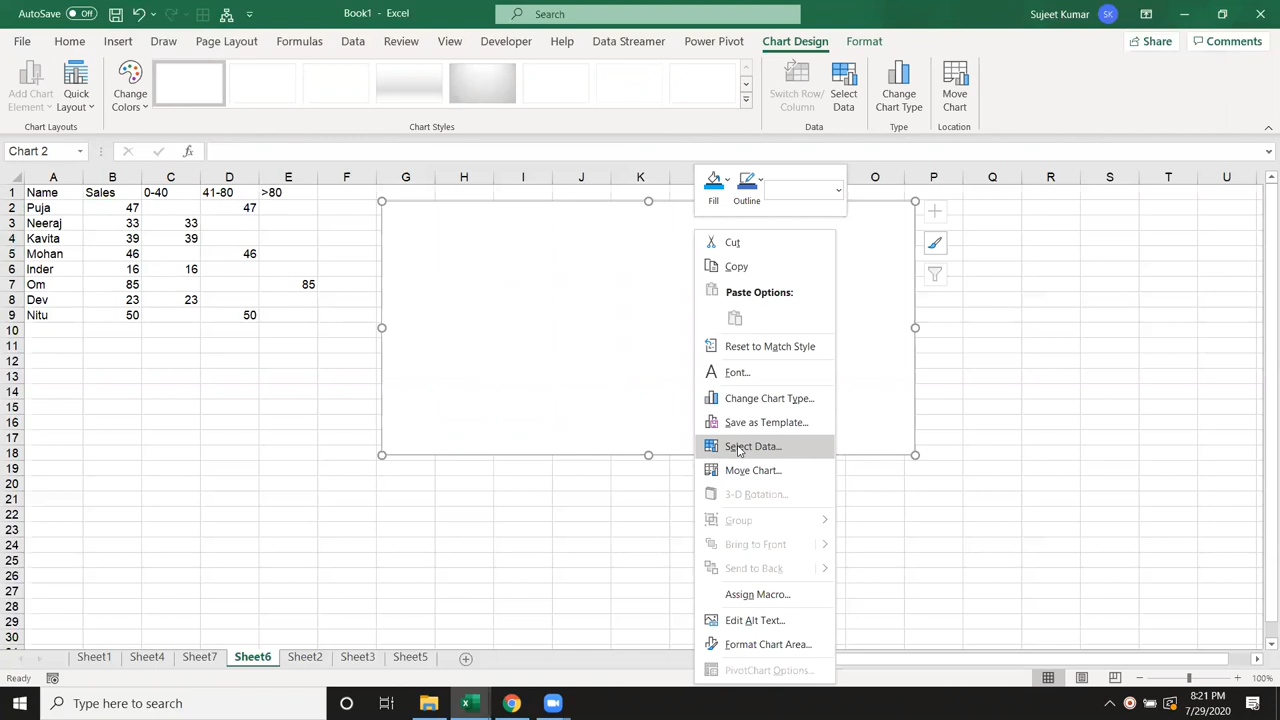 AutoSave Off Book1 - Excel Search Sujeet Kumar SK
File Home Insert Draw Page Layout Formulas Data Review View Developer Help Data Streamer Power Pivot Chart Design Format Share Comments
Add Chart Element Quick Layout Change Colors Switch Row/ Column Select Data Change Chart Type Move Chart
Chart Layouts Chart Styles Data Type Location
Chart 2 fx
A B C D E F G H I J K O P Q R S T U
1 Name Sales 0-40 41-80 >80
2 Puja 47 47
3 Neeraj 33 33
4 Kavita 39 39
5 Mohan 46 46
6 Inder 16 16
7 Om 85 85
8 Dev 23 23
9 Nitu 50 50
10
11
12
13
14
15
16
17
18
19
20
21
22
23
24
25
26
27
28
29
30
Fill Outline
Cut
Copy
Paste Options:
Reset to Match Style
A Font...
Change Chart Type...
Save as Template...
Select Data...
Move Chart...
3-D Rotation...
Group
Bring to Front
Send to Back
Assign Macro...
Edit Alt Text...
Format Chart Area...
PivotChart Options...
Sheet1 Sheet4 Sheet7 Sheet6 Sheet2 Sheet3 Sheet5
Ready 100%
Type here to search 8:21 PM
7/29/2020